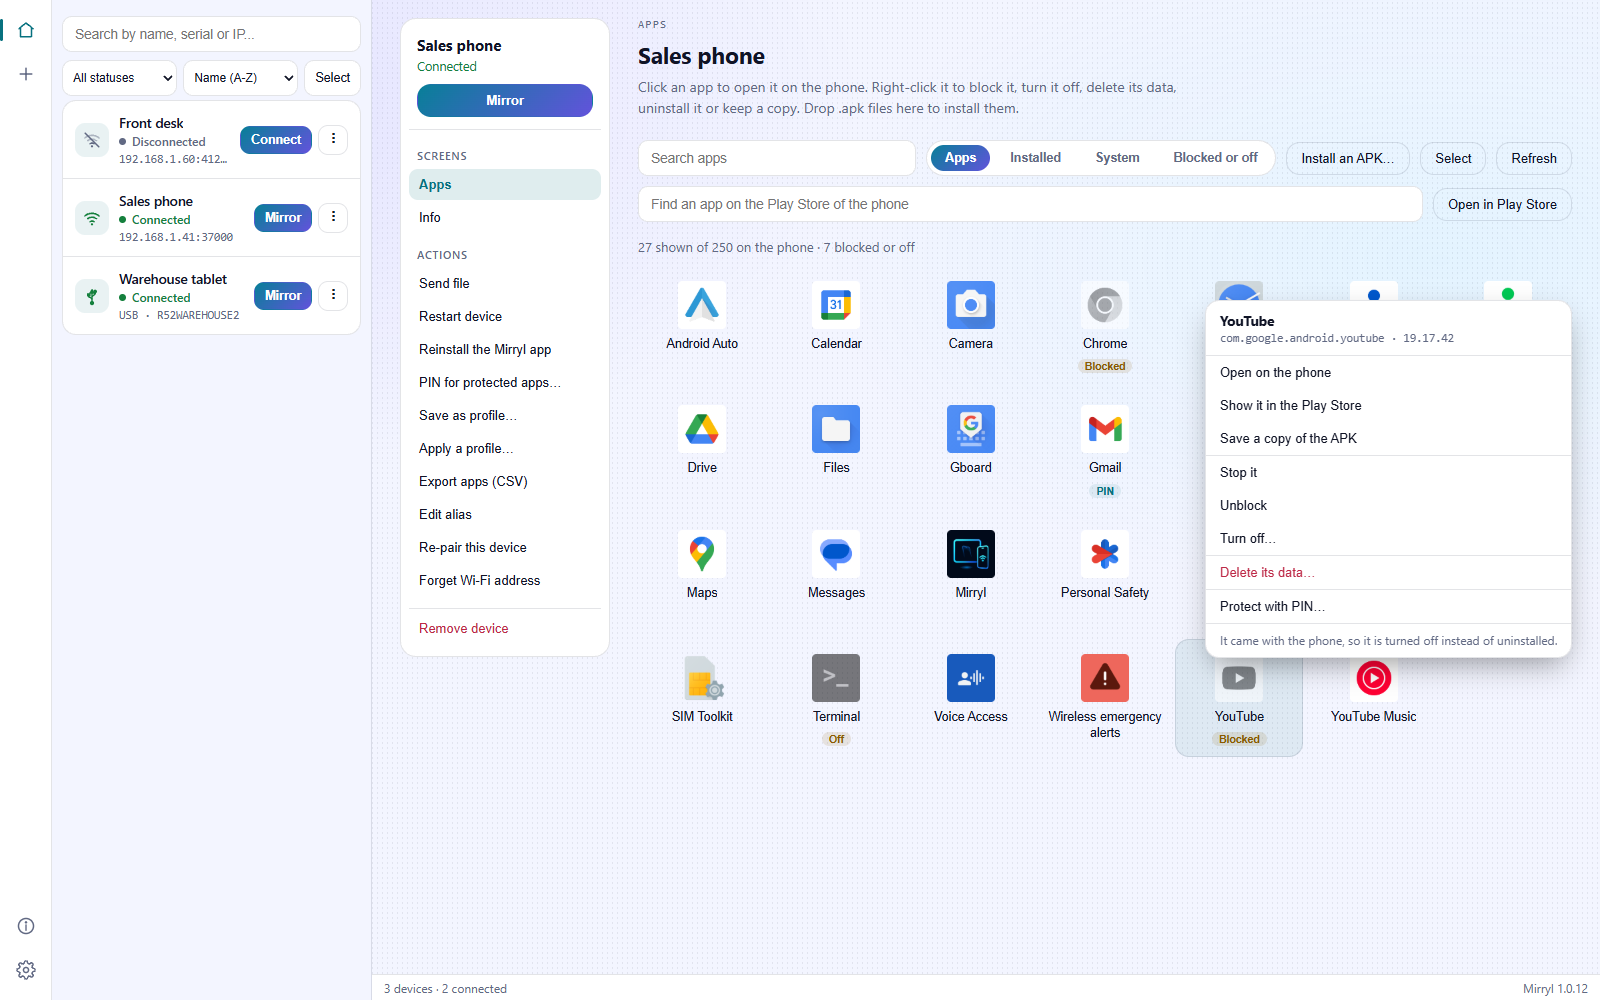 Search by name, serial or IP...
All statuses
Name (A-Z)
Select
Front desk
Disconnected
192.168.1.60:412…
Connect
Sales phone
Connected
192.168.1.41:37000
Mirror
Warehouse tablet
Connected
USB · R52WAREHOUSE2
Mirror
Sales phone
Connected
Mirror
SCREENS
Apps
Info
ACTIONS
Send file
Restart device
Reinstall the Mirryl app
PIN for protected apps…
Save as profile…
Apply a profile…
Export apps (CSV)
Edit alias
Re-pair this device
Forget Wi-Fi address
Remove device
APPS
Sales phone
Click an app to open it on the phone. Right-click it to block it, turn it off, delete its data,
uninstall it or keep a copy. Drop .apk files here to install them.
Search apps
Apps
Installed
System
Blocked or off
Install an APK…
Select
Refresh
Find an app on the Play Store of the phone
Open in Play Store
27 shown of 250 on the phone · 7 blocked or off
Android Auto
31
Calendar
Camera
Chrome
Blocked
Drive
Files
Gboard
Gmail
PIN
Maps
Messages
Mirryl
Personal Safety
SIM Toolkit
Terminal
Off
Voice Access
Wireless emergency
alerts
YouTube
Blocked
YouTube Music
YouTube
com.google.android.youtube · 19.17.42
Open on the phone
Show it in the Play Store
Save a copy of the APK
Stop it
Unblock
Turn off…
Delete its data…
Protect with PIN…
It came with the phone, so it is turned off instead of uninstalled.
3 devices · 2 connected
Mirryl 1.0.12